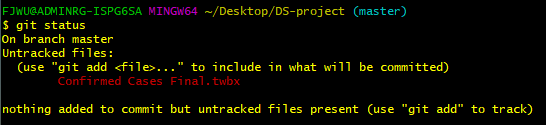 FJWU@ADMINRG-ISPG6SA MINGW64 ~/Desktop/DS-project (master)
$ git status
On branch master
Untracked files:
  (use "git add <file>..." to include in what will be committed)
        Confirmed Cases Final.twbx

nothing added to commit but untracked files present (use "git add" to track)